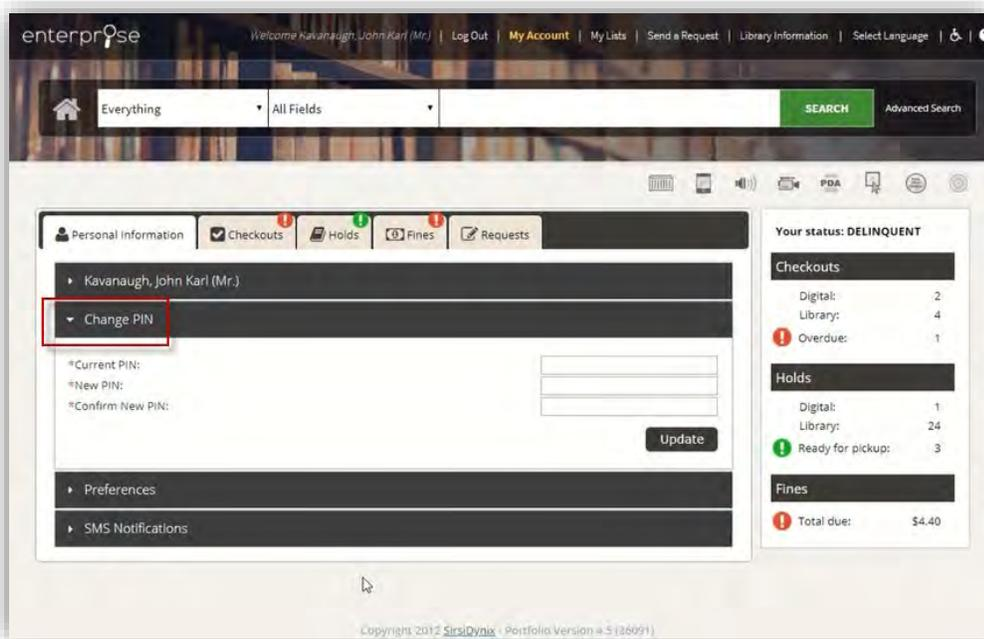 enterprise
Welcome Kavanaugh, John Karl (Mr.) | Log Out | My Account | My Lists | Send a Request | Library Information | Select Language |
Everything
All Fields
SEARCH
Advanced Search
PDA
Personal Information
Checkouts
Holds
Fines
Requests
Kavanaugh, John Karl (Mr.)
Change PIN
*Current PIN:
*New PIN:
*Confirm New PIN:
Update
Preferences
SMS Notifications
Your status: DELINQUENT
Checkouts
Digital: 2
Library: 4
Overdue: 1
Holds
Digital: 1
Library: 24
Ready for pickup: 3
Fines
Total due: $4.40
Copyright 2012 SirsiDynix - Portfolio Version 4.5 (36091)